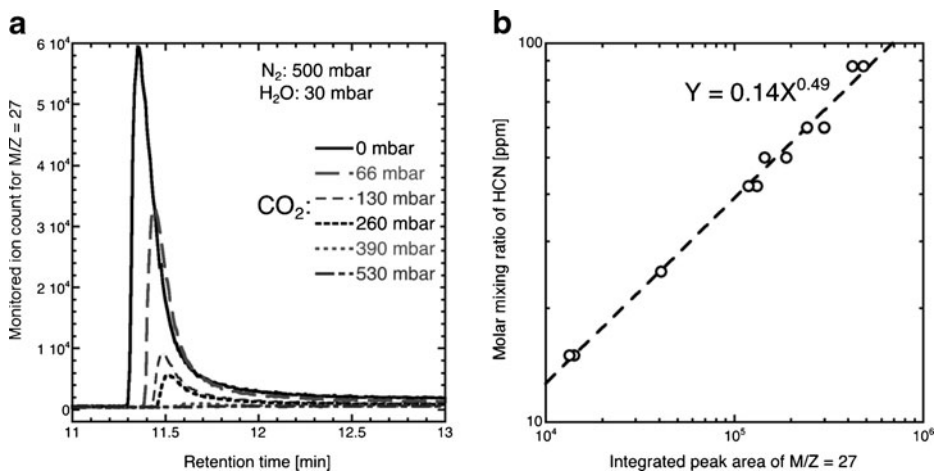 a
Monitored ion count for M/Z = 27
6 10⁴
5 10⁴
4 10⁴
3 10⁴
2 10⁴
1 10⁴
0
N₂: 500 mbar
H₂O: 30 mbar
CO₂:
0 mbar
66 mbar
130 mbar
260 mbar
390 mbar
530 mbar
11 11.5 12 12.5 13
Retention time [min]
b
Molar mixing ratio of HCN [ppm]
100
10
Y = 0.14X⁰·⁴⁹
10⁴ 10⁵ 10⁶
Integrated peak area of M/Z = 27